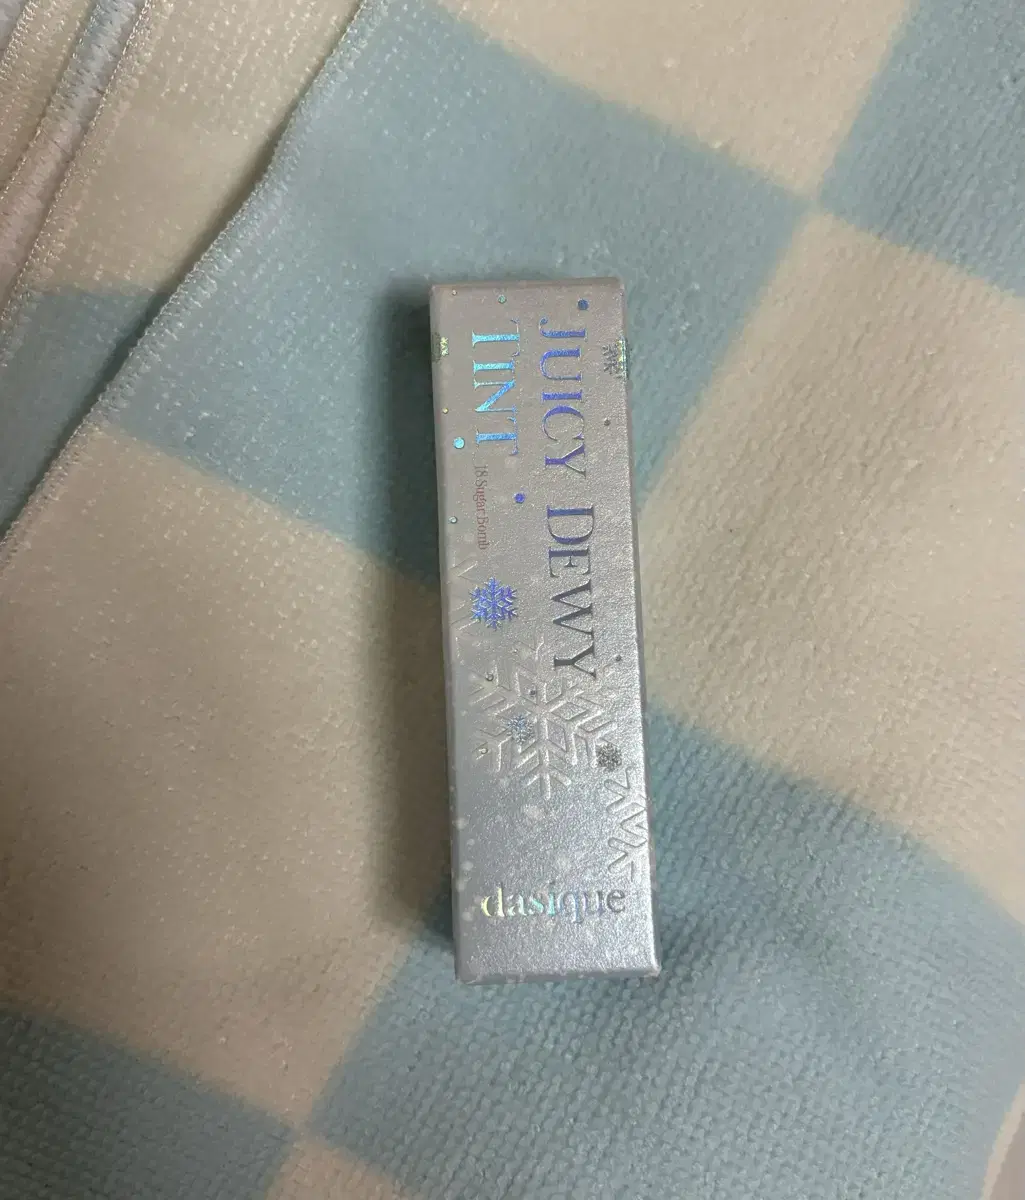 JUICY DEWY
TINT
18 Sugar Bomb
dasique